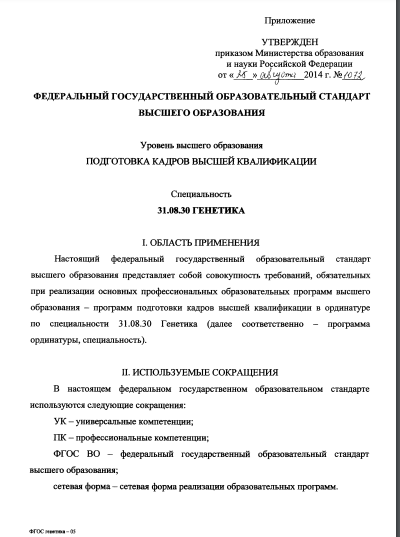 Приложение
УТВЕРЖДЕН
приказом Министерства образования
и науки Российской Федерации
от «25» августа 2014 г. № 1072
ФЕДЕРАЛЬНЫЙ ГОСУДАРСТВЕННЫЙ ОБРАЗОВАТЕЛЬНЫЙ СТАНДАРТ
ВЫСШЕГО ОБРАЗОВАНИЯ
Уровень высшего образования
ПОДГОТОВКА КАДРОВ ВЫСШЕЙ КВАЛИФИКАЦИИ
Специальность
31.08.30 ГЕНЕТИКА
I. ОБЛАСТЬ ПРИМЕНЕНИЯ
Настоящий федеральный государственный образовательный стандарт
высшего образования представляет собой совокупность требований, обязательных
при реализации основных профессиональных образовательных программ высшего
образования – программ подготовки кадров высшей квалификации в ординатуре
по специальности 31.08.30 Генетика (далее соответственно – программа
ординатуры, специальность).
II. ИСПОЛЬЗУЕМЫЕ СОКРАЩЕНИЯ
В настоящем федеральном государственном образовательном стандарте
используются следующие сокращения:
УК – универсальные компетенции;
ПК – профессиональные компетенции;
ФГОС ВО – федеральный государственный образовательный стандарт
высшего образования;
сетевая форма – сетевая форма реализации образовательных программ.
ФГОС генетика – 05